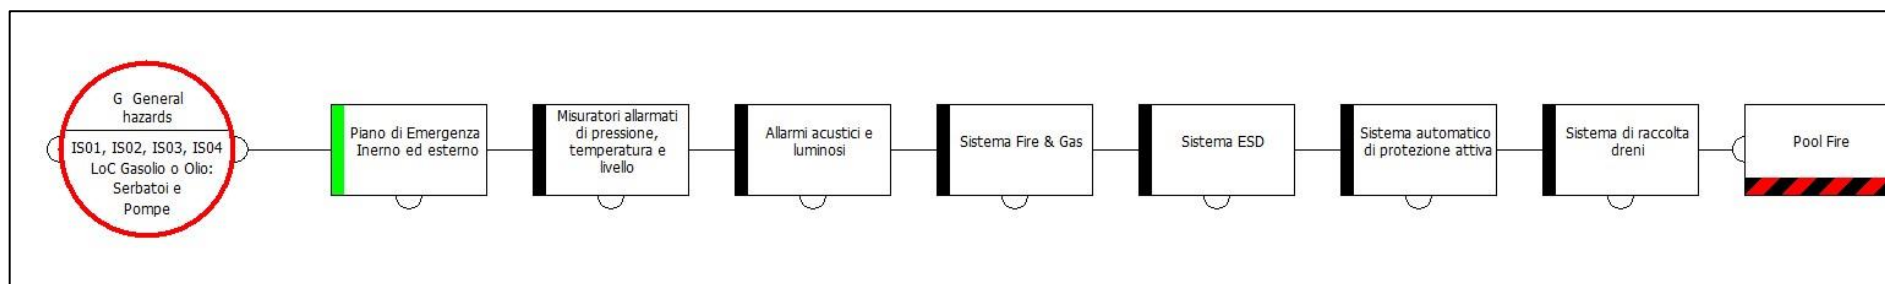 G General
hazards
IS01, IS02, IS03, IS04
LoC Gasolio o Olio:
Serbatoi e
Pompe
Piano di Emergenza
Inerno ed esterno
Misuratori allarmati
di pressione,
temperatura e
livello
Allarmi acustici e
luminosi
Sistema Fire & Gas
Sistema ESD
Sistema automatico
di protezione attiva
Sistema di raccolta
dreni
Pool Fire